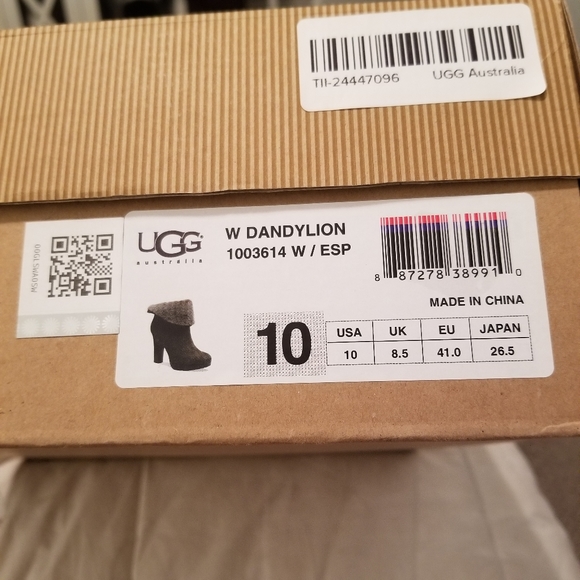 TII-24447096 UGG Australia
UGG
australia
W DANDYLION
1003614 W / ESP
8 87278 38991 0
MADE IN CHINA
10
USA UK EU JAPAN
10 8.5 41.0 26.5